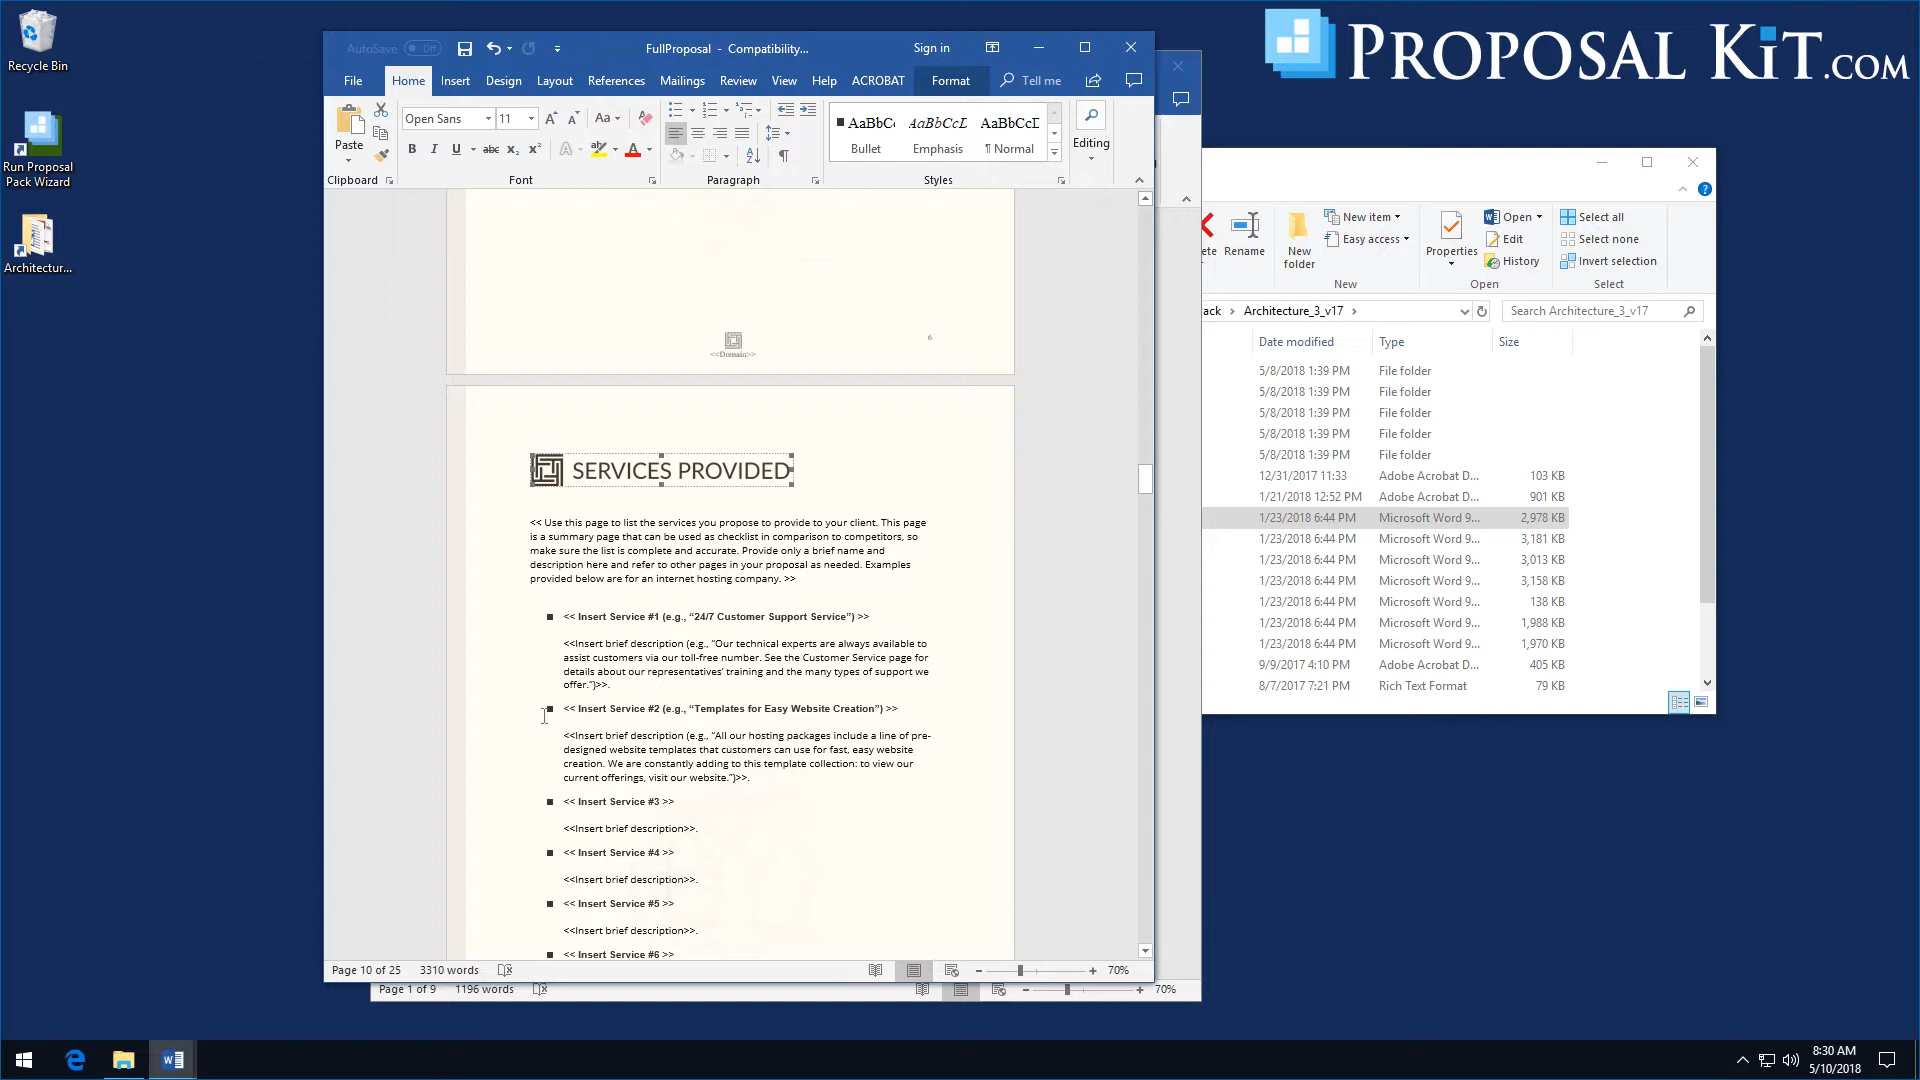 Recycle Bin
Run Proposal
Pack Wizard
Architectur...
PROPOSAL KIT.COM
AutoSave Off
FullProposal - Compatibility...
Sign in
File Home Insert Design Layout References Mailings Review View Help ACROBAT Format Tell me
Paste
Clipboard
Open Sans 11 Aa
B I U abc X₂ X²
Font
Paragraph
AaBbC AaBbCcL AaBbCcD
Bullet Emphasis ¶ Normal
Styles
Editing
<<Domain>>
6
SERVICES PROVIDED
<< Use this page to list the services you propose to provide to your client. This page
is a summary page that can be used as checklist in comparison to competitors, so
make sure the list is complete and accurate. Provide only a brief name and
description here and refer to other pages in your proposal as needed. Examples
provided below are for an internet hosting company. >>
<< Insert Service #1 (e.g., “24/7 Customer Support Service”) >>
<<Insert brief description (e.g., “Our technical experts are always available to
assist customers via our toll-free number. See the Customer Service page for
details about our representatives’ training and the many types of support we
offer.”)>>.
<< Insert Service #2 (e.g., “Templates for Easy Website Creation”) >>
<<Insert brief description (e.g., “All our hosting packages include a line of pre-
designed website templates that customers can use for fast, easy website
creation. We are constantly adding to this template collection: to view our
current offerings, visit our website.”)>>.
<< Insert Service #3 >>
<<Insert brief description>>.
<< Insert Service #4 >>
<<Insert brief description>>.
<< Insert Service #5 >>
<<Insert brief description>>.
<< Insert Service #6 >>
Page 10 of 25 3310 words
70%
Page 1 of 9 1196 words
70%
ete Rename
New
folder
New item
Easy access
New
Properties
Open
Edit
History
Open
Select all
Select none
Invert selection
Select
ack > Architecture_3_v17 >
Search Architecture_3_v17
Date modified Type Size
5/8/2018 1:39 PM File folder
5/8/2018 1:39 PM File folder
5/8/2018 1:39 PM File folder
5/8/2018 1:39 PM File folder
5/8/2018 1:39 PM File folder
12/31/2017 11:33 Adobe Acrobat D... 103 KB
1/21/2018 12:52 PM Adobe Acrobat D... 901 KB
1/23/2018 6:44 PM Microsoft Word 9... 2,978 KB
1/23/2018 6:44 PM Microsoft Word 9... 3,181 KB
1/23/2018 6:44 PM Microsoft Word 9... 3,013 KB
1/23/2018 6:44 PM Microsoft Word 9... 3,158 KB
1/23/2018 6:44 PM Microsoft Word 9... 138 KB
1/23/2018 6:44 PM Microsoft Word 9... 1,988 KB
1/23/2018 6:44 PM Microsoft Word 9... 1,970 KB
9/9/2017 4:10 PM Adobe Acrobat D... 405 KB
8/7/2017 7:21 PM Rich Text Format 79 KB
8:30 AM
5/10/2018